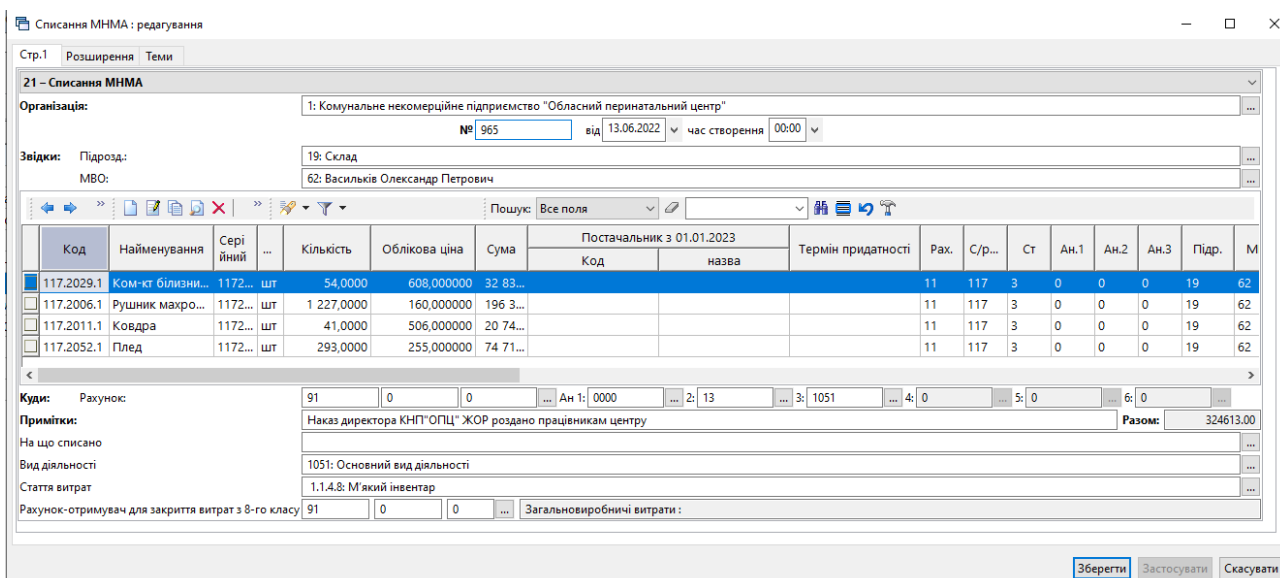 Списання МНМА : редагування
Стр.1 Розширення Теми
21 – Списання МНМА
Організація: 1: Комунальне некомерційне підприємство "Обласний перинатальний центр" ...
№ 965 від 13.06.2022 час створення 00:00
Звідки: Підрозд.: 19: Склад ...
МВО: 62: Васильків Олександр Петрович ...
Пошук: Все поля
Код Найменування Серійний ... Кількість Облікова ціна Сума Постачальник з 01.01.2023 Код назва Термін придатності Рах. С/р... Ст Ан.1 Ан.2 Ан.3 Підр. М
117.2029.1 Ком-кт білизни... 1172... шт 54,0000 608,000000 32 83... 11 117 3 0 0 0 19 62
117.2006.1 Рушник махро... 1172... шт 1 227,0000 160,000000 196 3... 11 117 3 0 0 0 19 62
117.2011.1 Ковдра 1172... шт 41,0000 506,000000 20 74... 11 117 3 0 0 0 19 62
117.2052.1 Плед 1172... шт 293,0000 255,000000 74 71... 11 117 3 0 0 0 19 62
Куди: Рахунок: 91 0 0 ... Ан 1: 0000 ... 2: 13 ... 3: 1051 ... 4: 0 ... 5: 0 ... 6: 0 ...
Примітки: Наказ директора КНП"ОПЦ" ЖОР роздано працівникам центру Разом: 324613.00
На що списано ...
Вид діяльності 1051: Основний вид діяльності ...
Стаття витрат 1.1.4.8: М'який інвентар ...
Рахунок-отримувач для закриття витрат з 8-го класу 91 0 0 ... Загальновиробничі витрати :
Зберегти Застосувати Скасувати